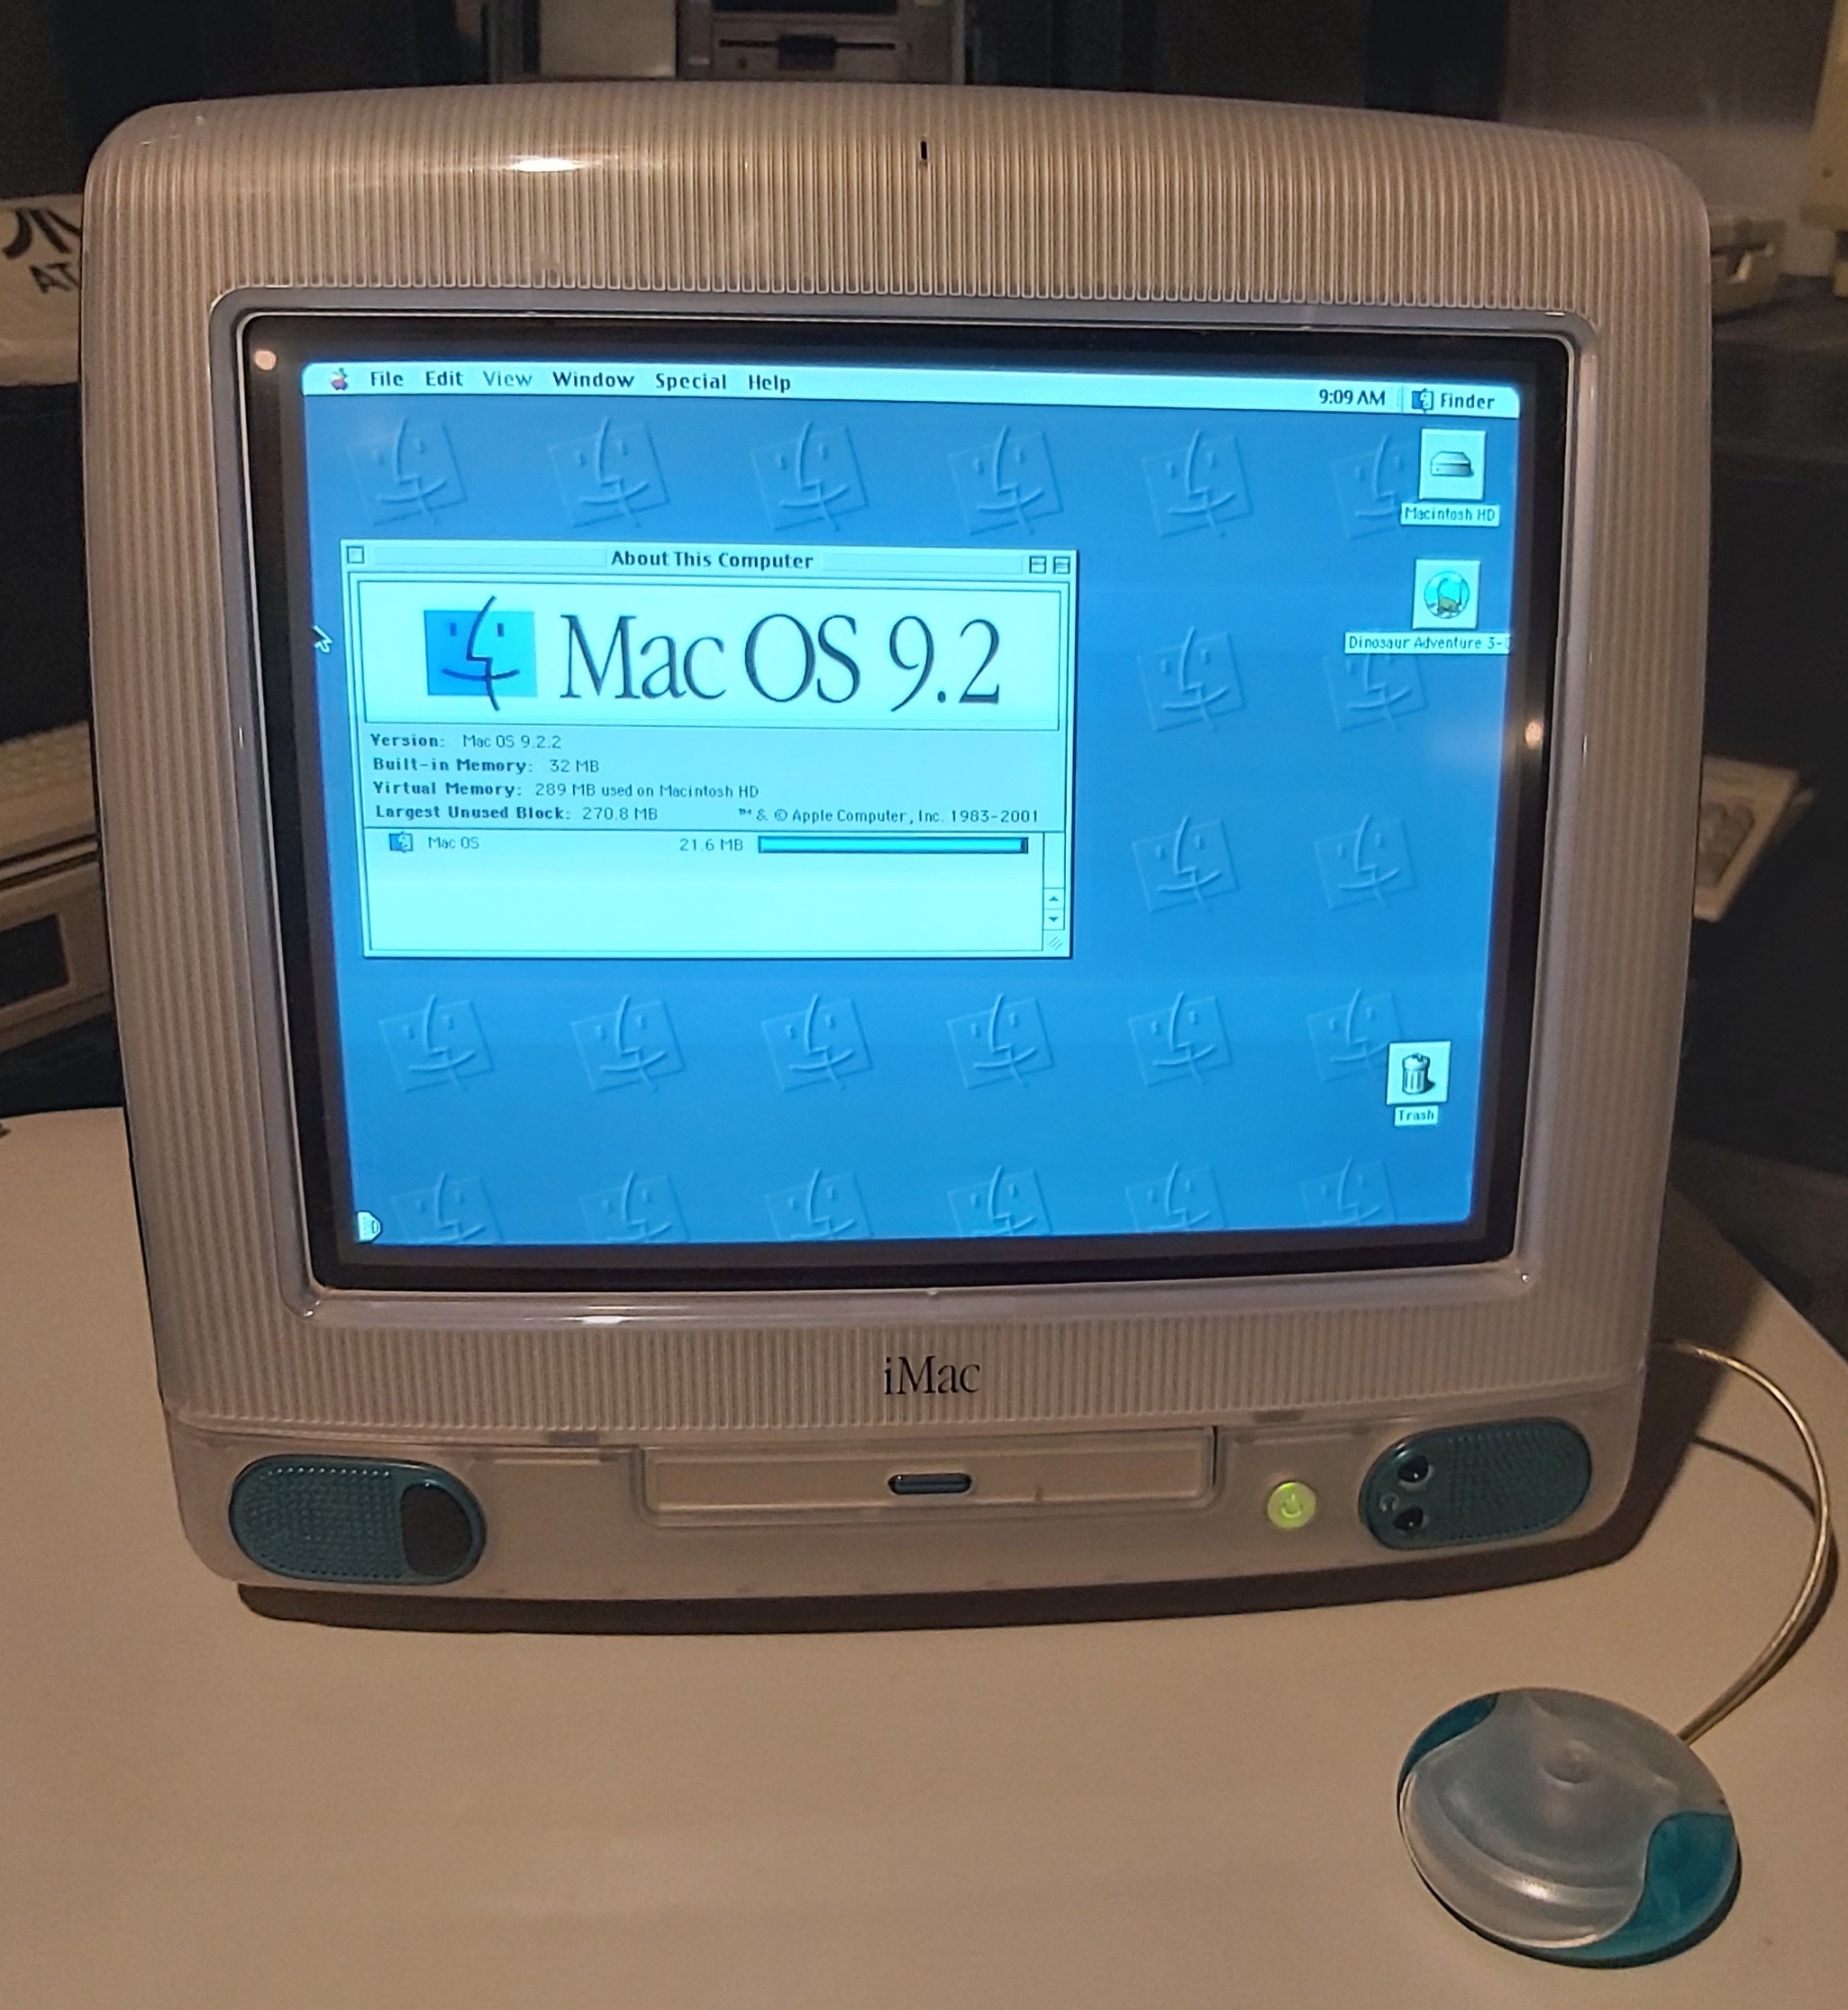 File Edit View Window Special Help
9:09 AM Finder
Macintosh HD
About This Computer
Mac OS 9.2
Dinosaur Adventure 3-
Version: Mac OS 9.2.2
Built-in Memory: 32 MB
Virtual Memory: 289 MB used on Macintosh HD
Largest Unused Block: 270.8 MB ™ & © Apple Computer, Inc. 1983-2001
Mac OS 21.6 MB
Trash
iMac